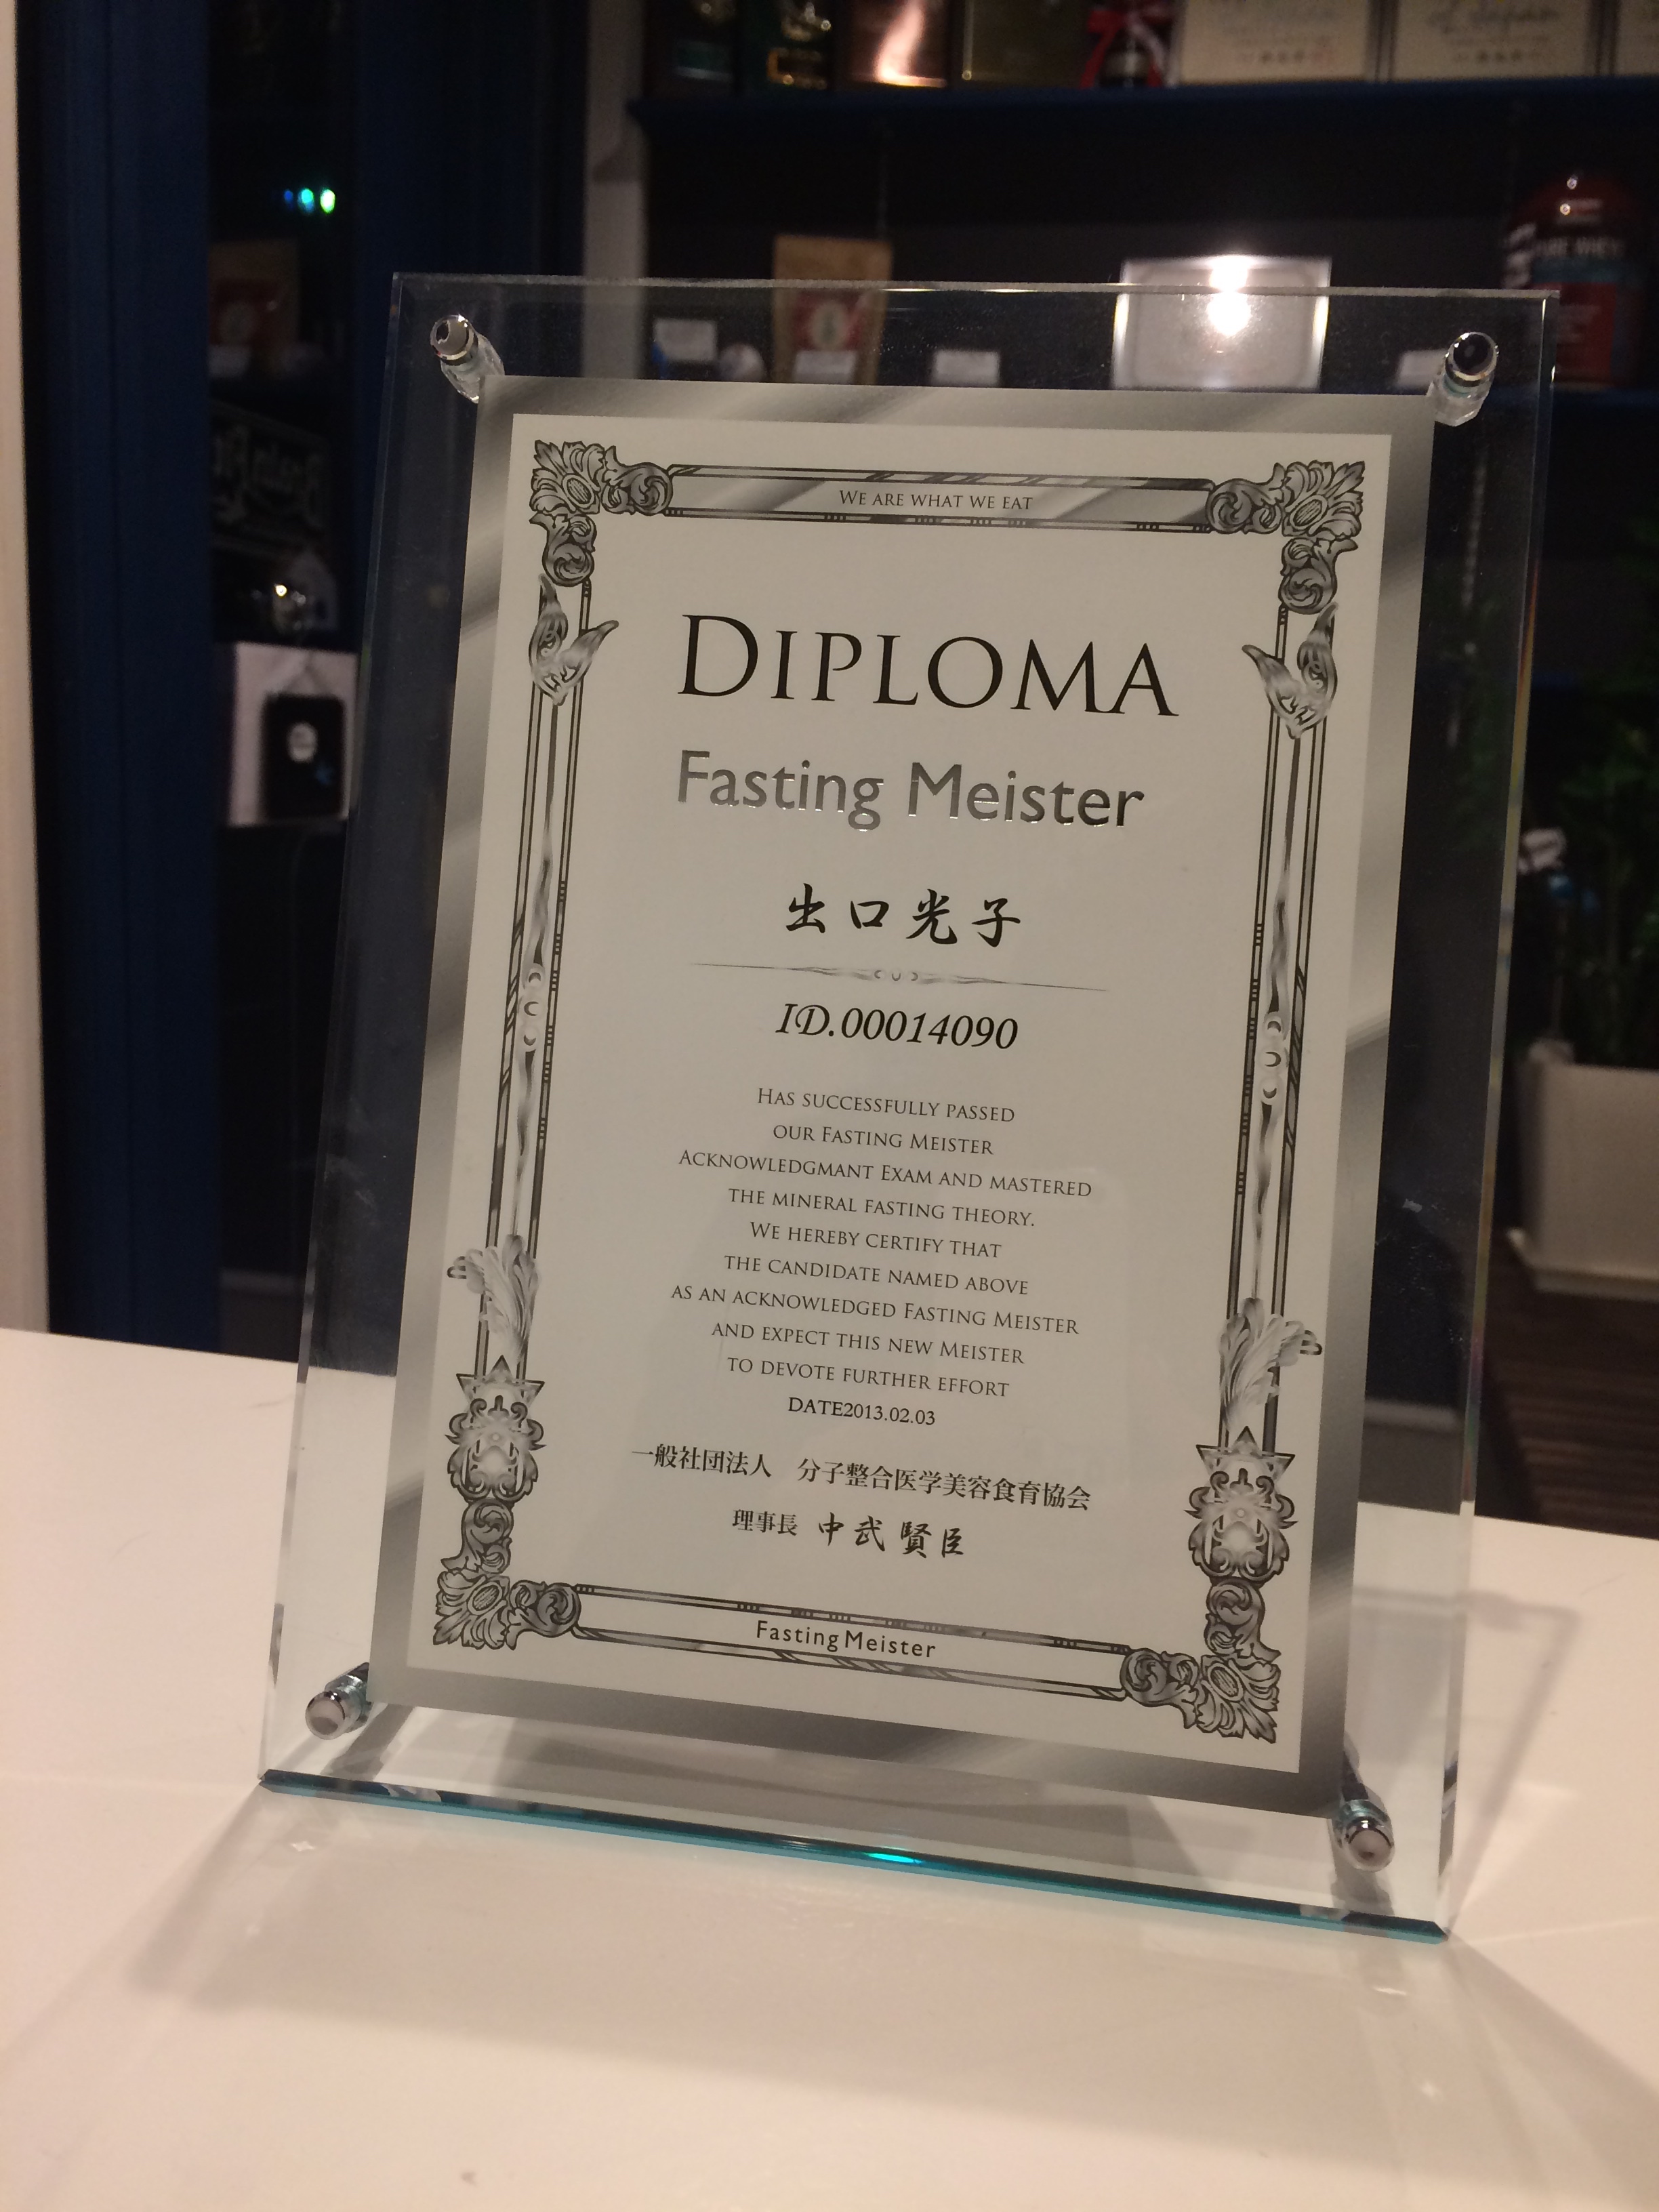 WE ARE WHAT WE EAT
DIPLOMA
Fasting Meister
出口光子
ID.00014090
HAS SUCCESSFULLY PASSED
OUR FASTING MEISTER
ACKNOWLEDGMANT EXAM AND MASTERED
THE MINERAL FASTING THEORY.
WE HEREBY CERTIFY THAT
THE CANDIDATE NAMED ABOVE
AS AN ACKNOWLEDGED FASTING MEISTER
AND EXPECT THIS NEW MEISTER
TO DEVOTE FURTHER EFFORT
DATE2013.02.03
一般社団法人 分子整合医学美容食育協会
理事長 中武賢臣
FastingMeister